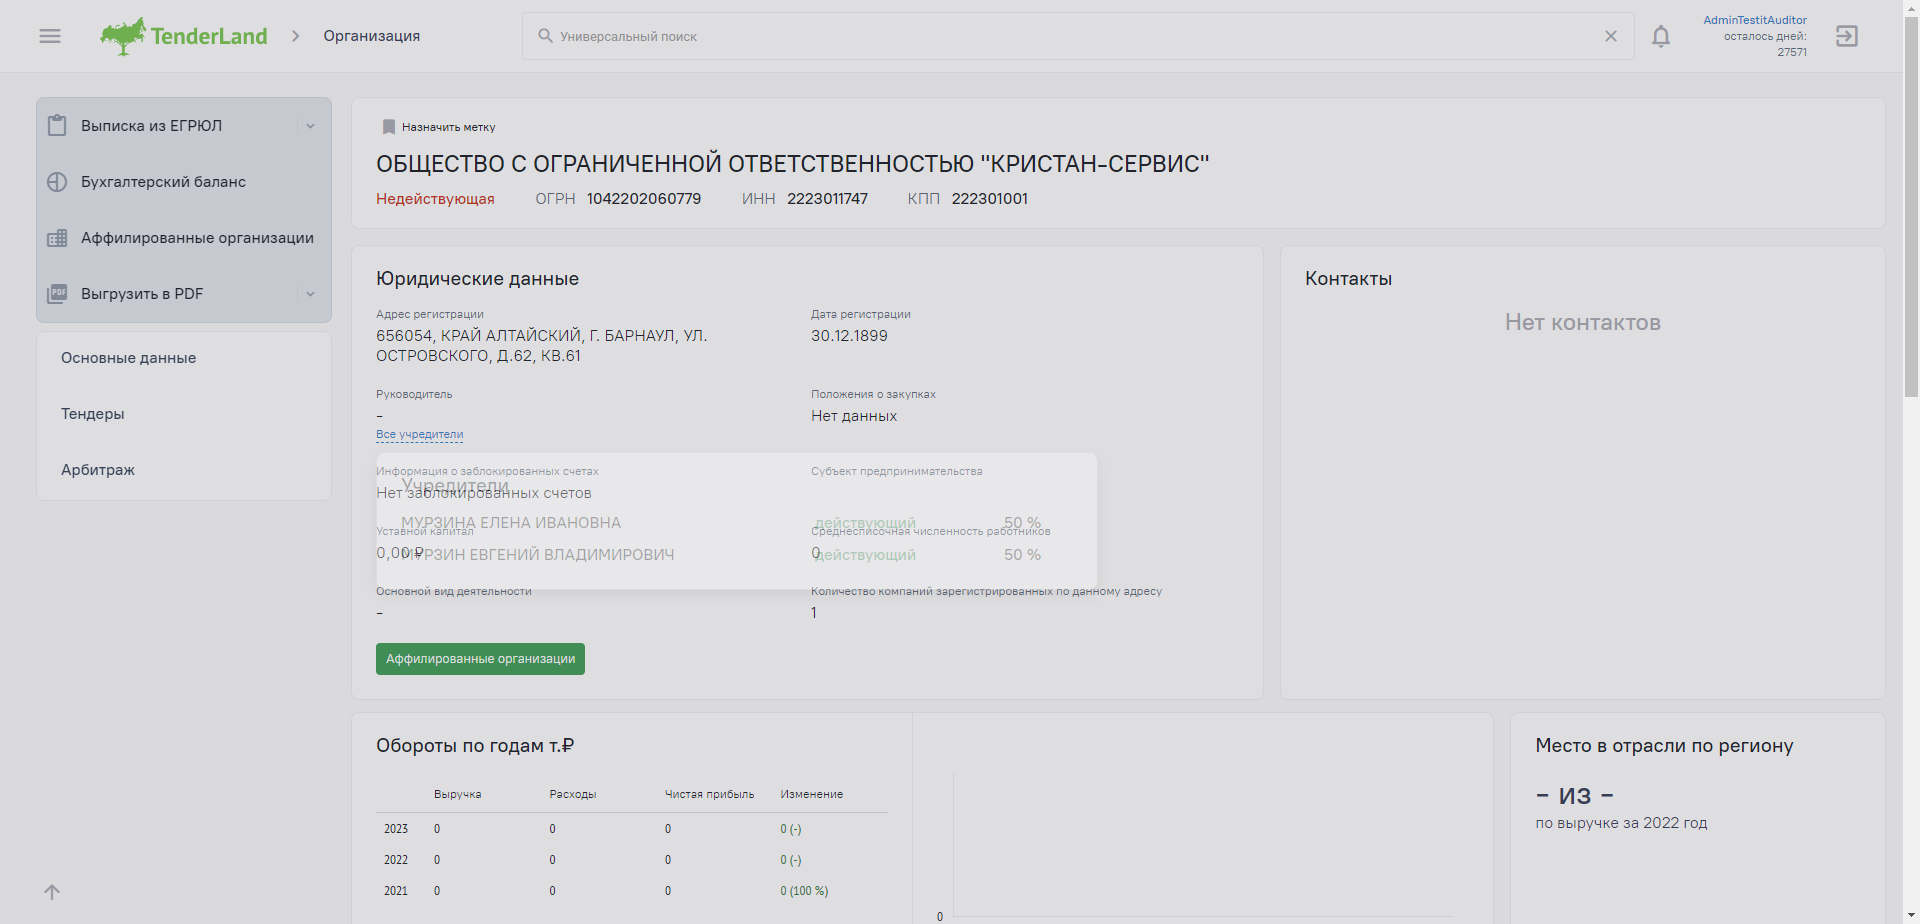 TenderLand
Организация
Универсальный поиск
AdminTestitAuditor
осталось дней:
27571
Выписка из ЕГРЮЛ
Бухгалтерский баланс
Аффилированные организации
PDF
Выгрузить в PDF
Основные данные
Тендеры
Арбитраж
Назначить метку
ОБЩЕСТВО С ОГРАНИЧЕННОЙ ОТВЕТСТВЕННОСТЬЮ "КРИСТАН-СЕРВИС"
Недействующая ОГРН 1042202060779 ИНН 2223011747 КПП 222301001
Юридические данные
Адрес регистрации
656054, КРАЙ АЛТАЙСКИЙ, Г. БАРНАУЛ, УЛ.
ОСТРОВСКОГО, Д.62, КВ.61
Дата регистрации
30.12.1899
Руководитель
-
Все учредители
Положения о закупках
Нет данных
Информация о заблокированных счетах
Нет заблокированных счетов
Субъект предпринимательства
Учредители
МУРЗИНА ЕЛЕНА ИВАНОВНА действующий 50 %
МУРЗИН ЕВГЕНИЙ ВЛАДИМИРОВИЧ действующий 50 %
Уставной капитал
0,00 ₽
Среднесписочная численность работников
0
Основной вид деятельности
-
Количество компаний зарегистрированных по данному адресу
1
Аффилированные организации
Контакты
Нет контактов
Обороты по годам т.₽
Выручка Расходы Чистая прибыль Изменение
2023 0 0 0 0 (-)
2022 0 0 0 0 (-)
2021 0 0 0 0 (100 %)
0
Место в отрасли по региону
- из -
по выручке за 2022 год